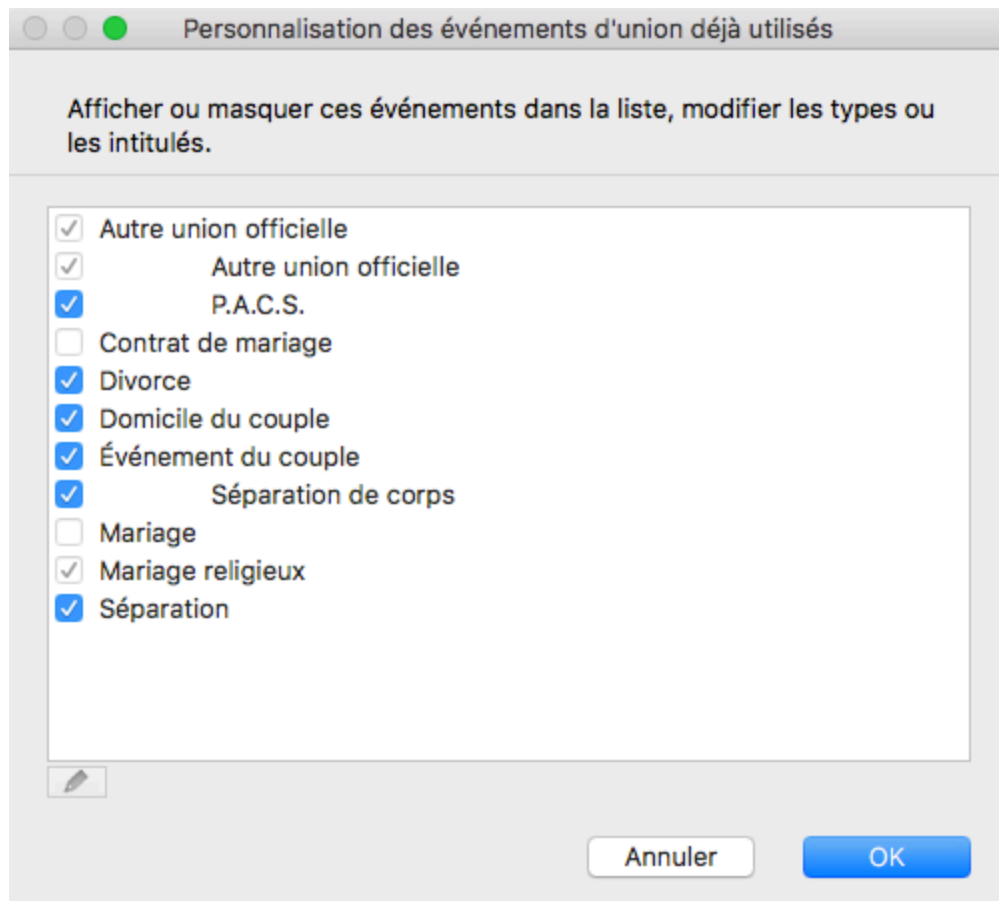 Personnalisation des événements d'union déjà utilisés
Afficher ou masquer ces événements dans la liste, modifier les types ou
les intitulés.
Autre union officielle
Autre union officielle
P.A.C.S.
Contrat de mariage
Divorce
Domicile du couple
Événement du couple
Séparation de corps
Mariage
Mariage religieux
Séparation
Annuler
OK